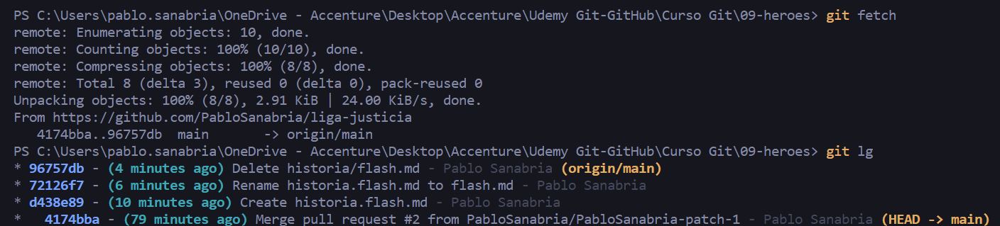 PS C:\Users\pablo.sanabria\OneDrive - Accenture\Desktop\Accenture\Udemy Git-GitHub\Curso Git\09-heroes> git fetch
remote: Enumerating objects: 10, done.
remote: Counting objects: 100% (10/10), done.
remote: Compressing objects: 100% (8/8), done.
remote: Total 8 (delta 3), reused 0 (delta 0), pack-reused 0
Unpacking objects: 100% (8/8), 2.91 KiB | 24.00 KiB/s, done.
From https://github.com/PabloSanabria/liga-justicia
   4174bba..96757db  main       -> origin/main
PS C:\Users\pablo.sanabria\OneDrive - Accenture\Desktop\Accenture\Udemy Git-GitHub\Curso Git\09-heroes> git lg
* 96757db - (4 minutes ago) Delete historia/flash.md - Pablo Sanabria (origin/main)
* 72126f7 - (6 minutes ago) Rename historia.flash.md to flash.md - Pablo Sanabria
* d438e89 - (10 minutes ago) Create historia.flash.md - Pablo Sanabria
*   4174bba - (79 minutes ago) Merge pull request #2 from PabloSanabria/PabloSanabria-patch-1 - Pablo Sanabria (HEAD -> main)